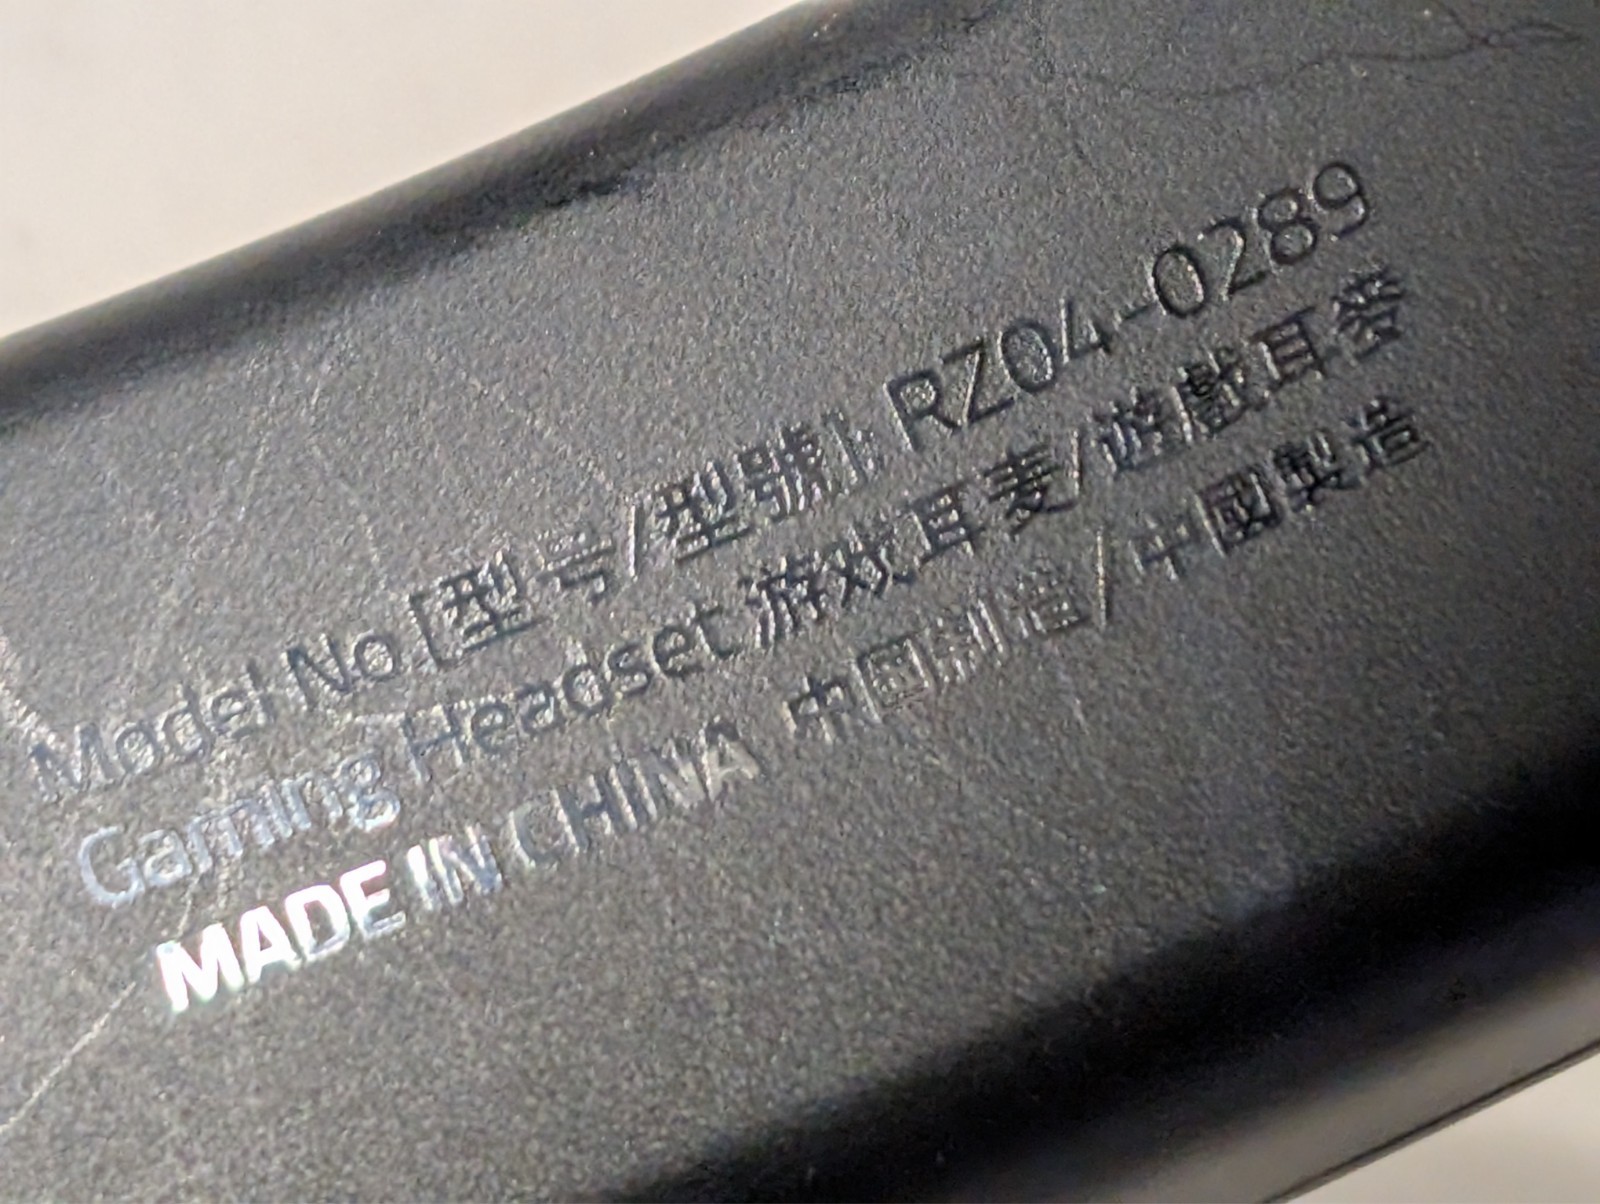 Model No [型号/型號]: RZ04-0289
Gaming Headset 游戏耳麦/遊戲耳麥
MADE IN CHINA 中国制造/中國製造